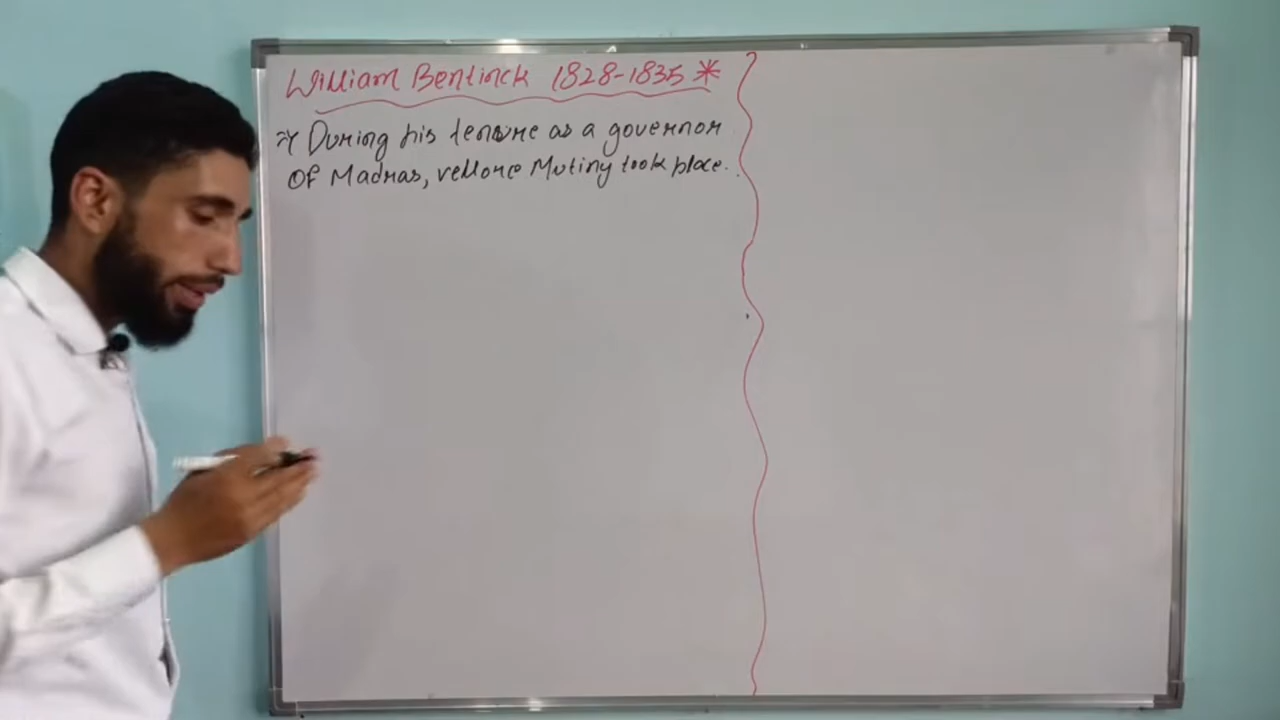 William Bentinck 1828-1835 *
During his tenure as a governor
Of Madras, vellore Mutiny took place.